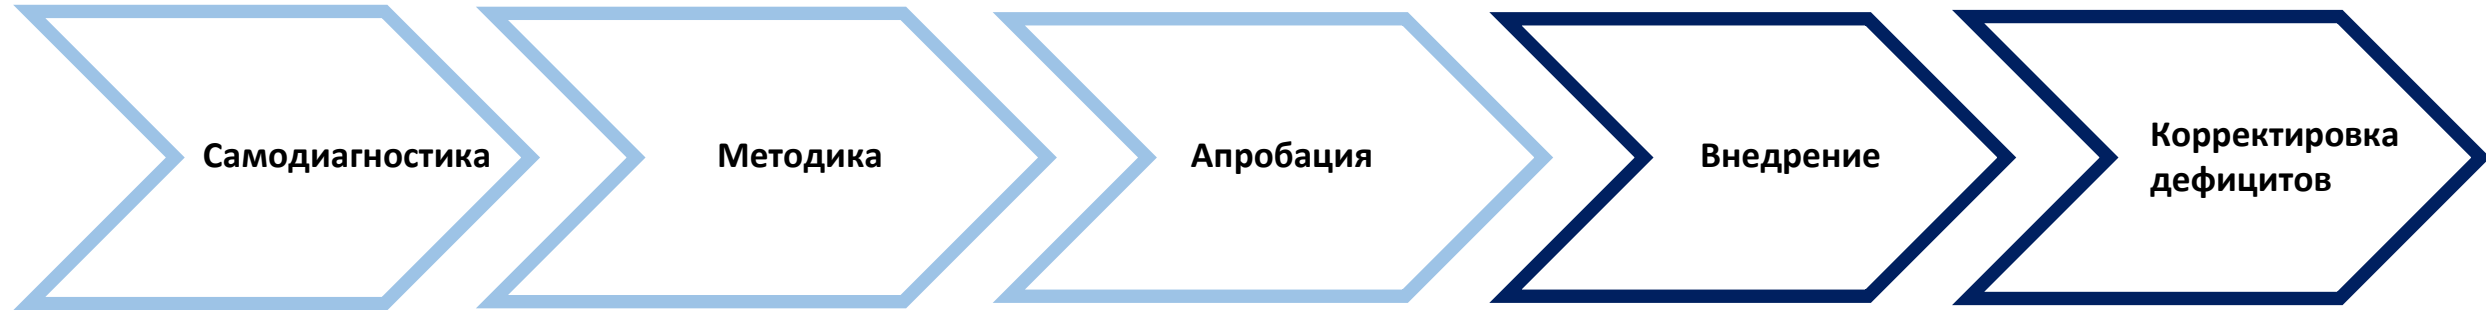 Самодиагностика
Методика
Апробация
Внедрение
Корректировка
дефицитов